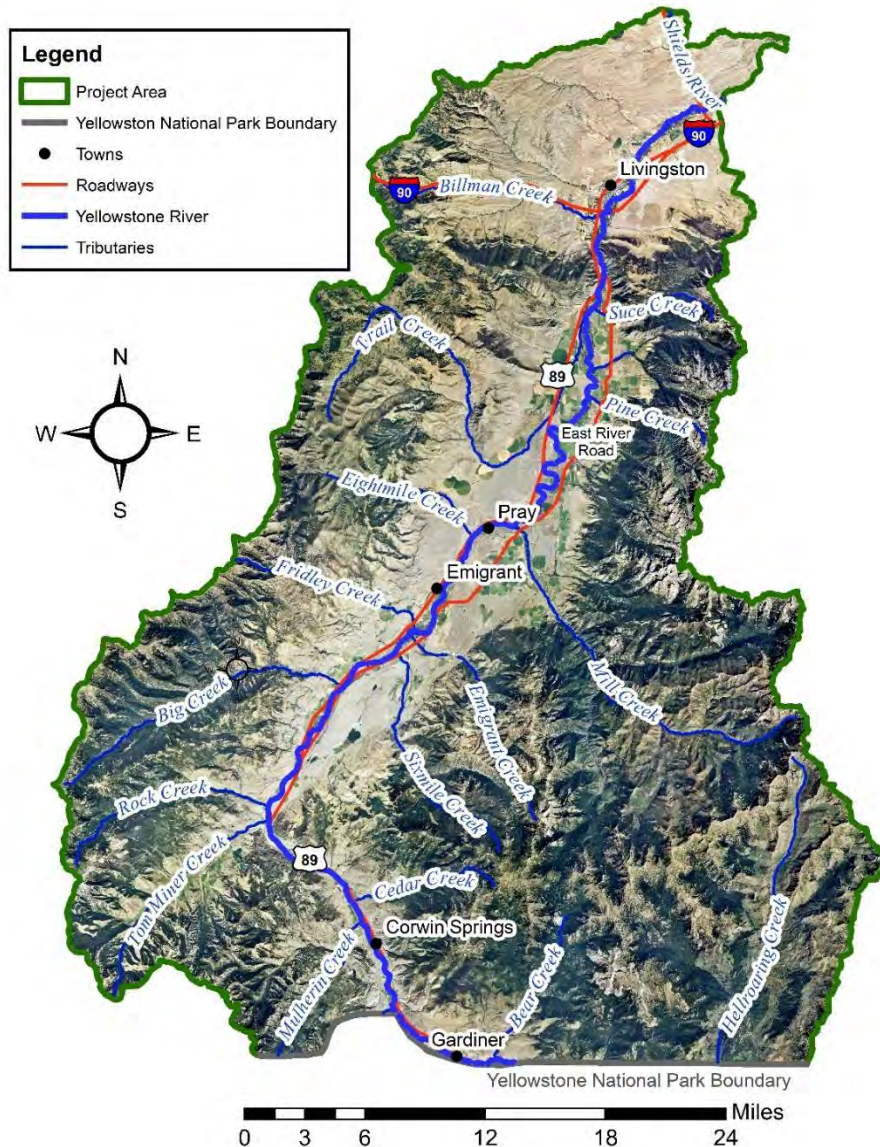 Legend
Project Area
Yellowston National Park Boundary
Towns
Roadways
Yellowstone River
Tributaries
Shields River
90
Livingston
90
Billman Creek
Suce Creek
Trail Creek
89
Pine Creek
East River
Road
N
W
E
S
Eightmile Creek
Pray
Emigrant
Fridley Creek
Mill Creek
Big Creek
Emigrant Creek
Sixmile Creek
Rock Creek
Tom Miner Creek
89
Cedar Creek
Corwin Springs
Mulherin Creek
Bear Creek
Hellroaring Creek
Gardiner
Yellowstone National Park Boundary
Miles
0 3 6 12 18 24